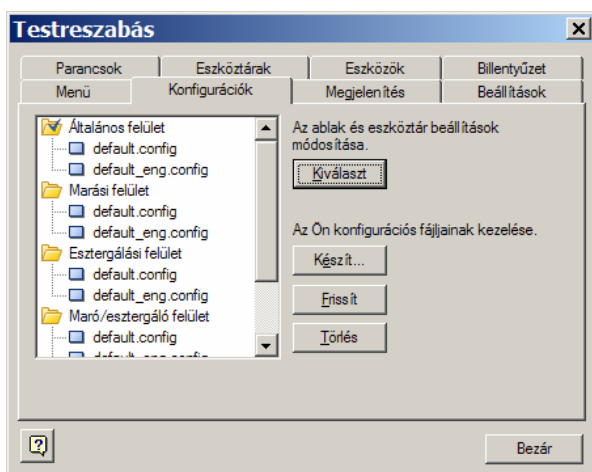 Testreszabás
Parancsok Eszköztárak Eszközök Billentyűzet
Menü Konfigurációk Megjelenítés Beállítások
Általános felület
default.config
default_eng.config
Marási felület
default.config
default_eng.config
Esztergálási felület
default.config
default_eng.config
Maró/esztergáló felület
default.config
default_eng.config
Az ablak és eszköztár beállítások
módosítása.
Kiválaszt
Az Ön konfigurációs fájljainak kezelése.
Készít...
Frissít
Törlés
Bezár